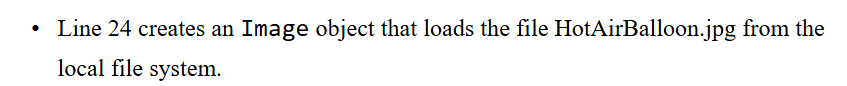 • Line 24 creates an Image object that loads the file HotAirBalloon.jpg from the
local file system.